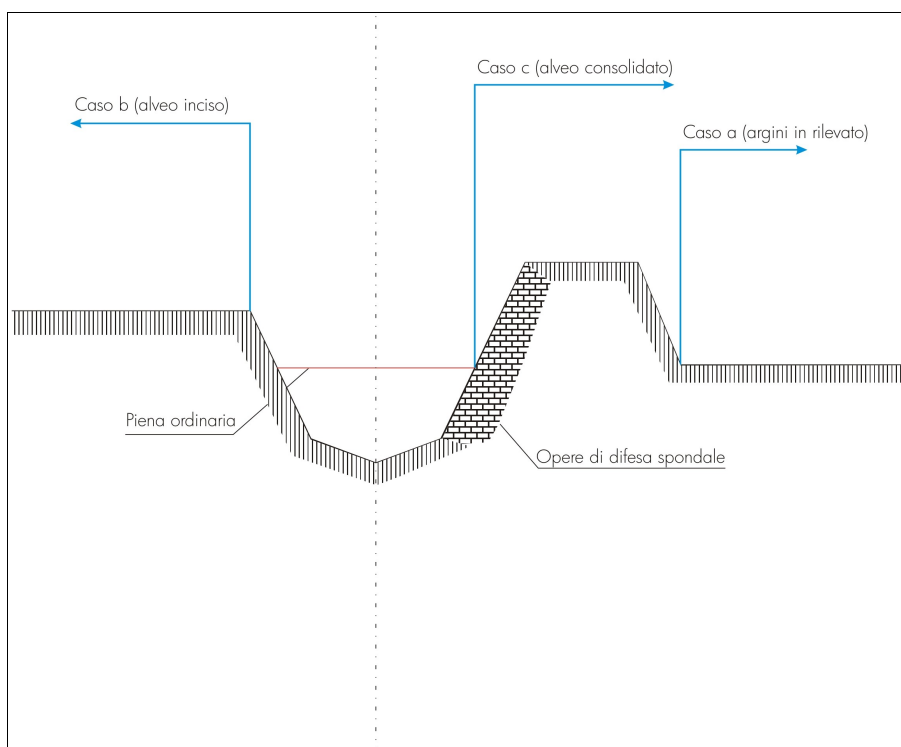 Caso c (alveo consolidato)
Caso b (alveo inciso)
Caso a (argini in rilevato)
Piena ordinaria
Opere di difesa spondale